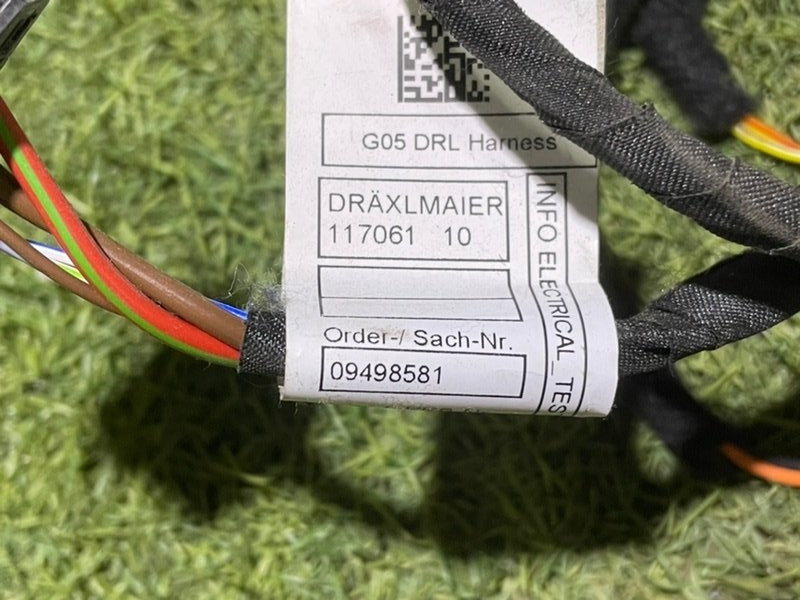 G05 DRL Harness
DRÄXLMAIER
117061 10
INFO ELECTRICAL_TES
Order-/ Sach-Nr.
09498581